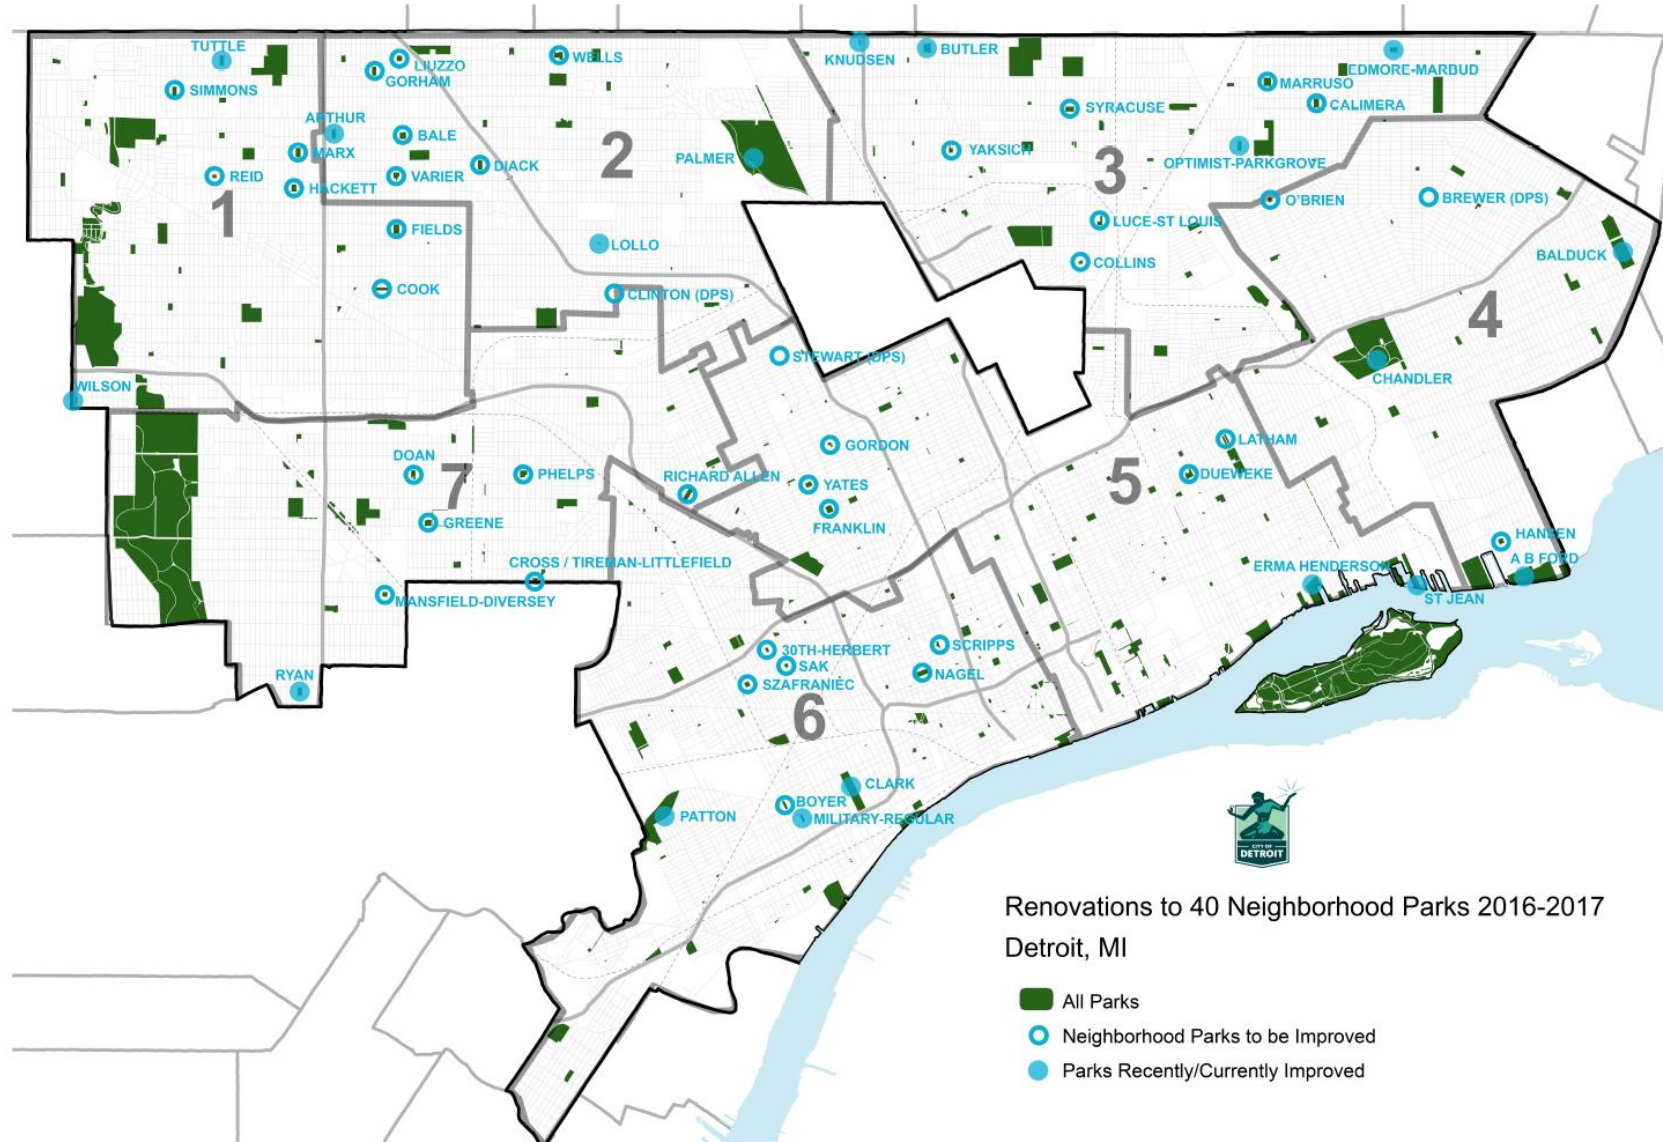 TUTTLE
SIMMONS
LIUZZO
GORHAM
WELLS
KNUDSEN
BUTLER
EDMORE-MARBUD
MARRUSO
CALIMERA
SYRACUSE
ARTHUR
MARX
BALE
REID
HACKETT
VARIER
DIACK
PALMER
YAKSICH
OPTIMIST-PARKGROVE
1
2
3
O'BRIEN
BREWER (DPS)
FIELDS
LOLLO
LUCE-ST LOUIS
BALDUCK
COOK
CLINTON (DPS)
COLLINS
4
WILSON
STEWART (DPS)
CHANDLER
GORDON
LATHAM
DOAN
7
PHELPS
RICHARD ALLEN
YATES
5
DUEWEKE
GREENE
FRANKLIN
HANSEN
CROSS / TIREMAN-LITTLEFIELD
ERMA HENDERSON
A B FORD
MANSFIELD-DIVERSEY
ST JEAN
30TH-HERBERT
SCRIPPS
SAK
RYAN
SZAFRANIEC
NAGEL
6
CLARK
BOYER
PATTON
MILITARY-REGULAR
CITY OF
DETROIT
Renovations to 40 Neighborhood Parks 2016-2017
Detroit, MI
All Parks
Neighborhood Parks to be Improved
Parks Recently/Currently Improved